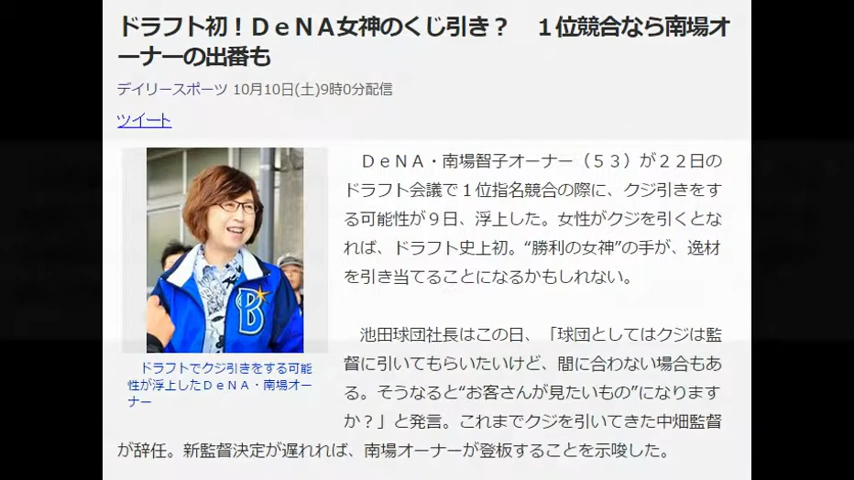 ドラフト初！ＤｅＮＡ女神のくじ引き？　１位競合なら南場オ
ーナーの出番も
デイリースポーツ 10月10日(土)9時0分配信
ツイート
　ＤｅＮＡ・南場智子オーナー（５３）が２２日の
ドラフト会議で１位指名競合の際に、クジ引きをす
る可能性が９日、浮上した。女性がクジを引くとな
れば、ドラフト史上初。“勝利の女神”の手が、逸材
を引き当てることになるかもしれない。
　池田球団社長はこの日、「球団としてはクジは監
督に引いてもらいたいけど、間に合わない場合もあ
る。そうなると“お客さんが見たいもの”になります
か？」と発言。これまでクジを引いてきた中畑監督
が辞任。新監督決定が遅れれば、南場オーナーが登板することを示唆した。
B
　ドラフトでクジ引きをする可能
性が浮上したＤｅＮＡ・南場オー
ナー